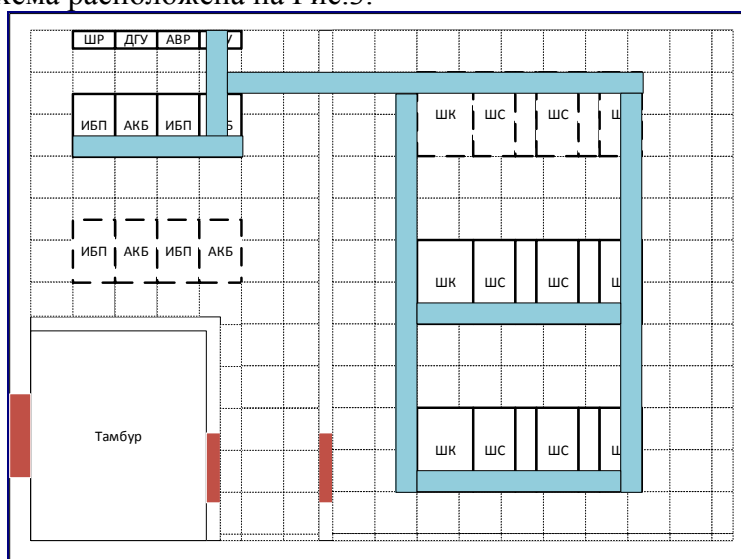 расположена на Рис.3.
ШР ДГУ АВР
ИБП АКБ ИБП
ШК ШС ШС
ИБП АКБ ИБП АКБ
ШК ШС ШС
Тамбур
ШК ШС ШС